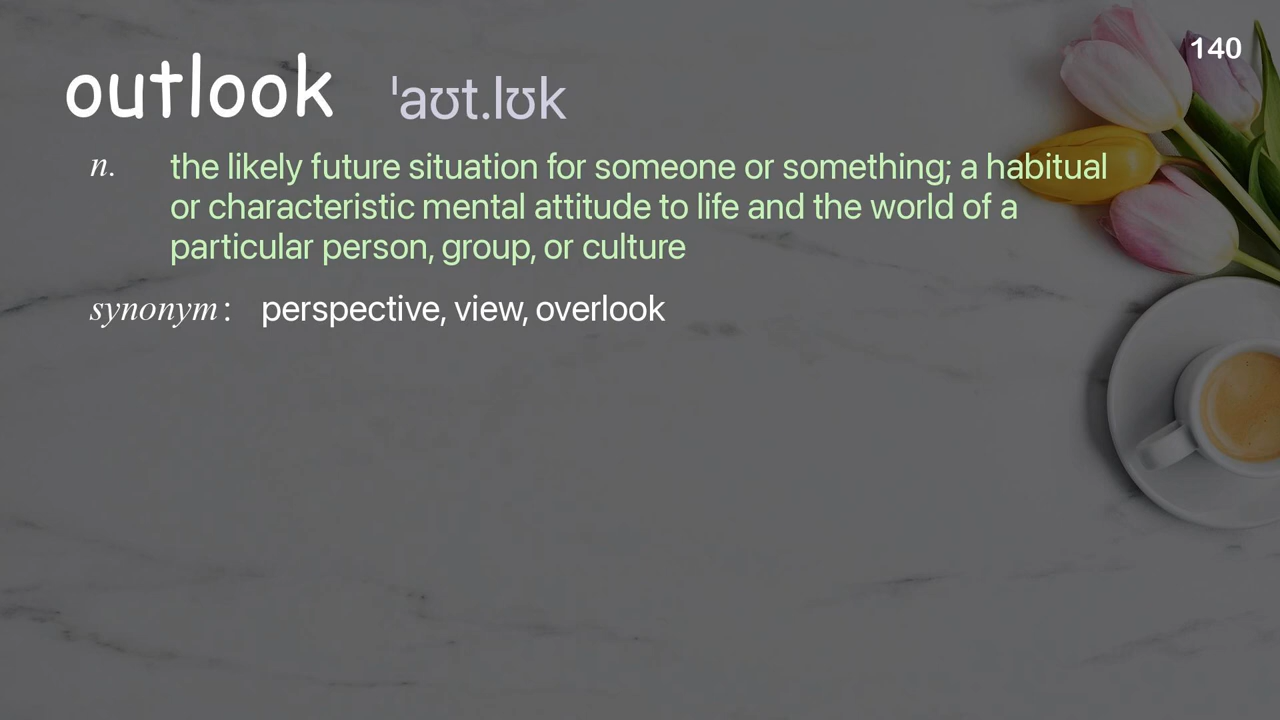 140
outlook ˈaʊt.lʊk
n. the likely future situation for someone or something; a habitual
or characteristic mental attitude to life and the world of a
particular person, group, or culture
synonym: perspective, view, overlook